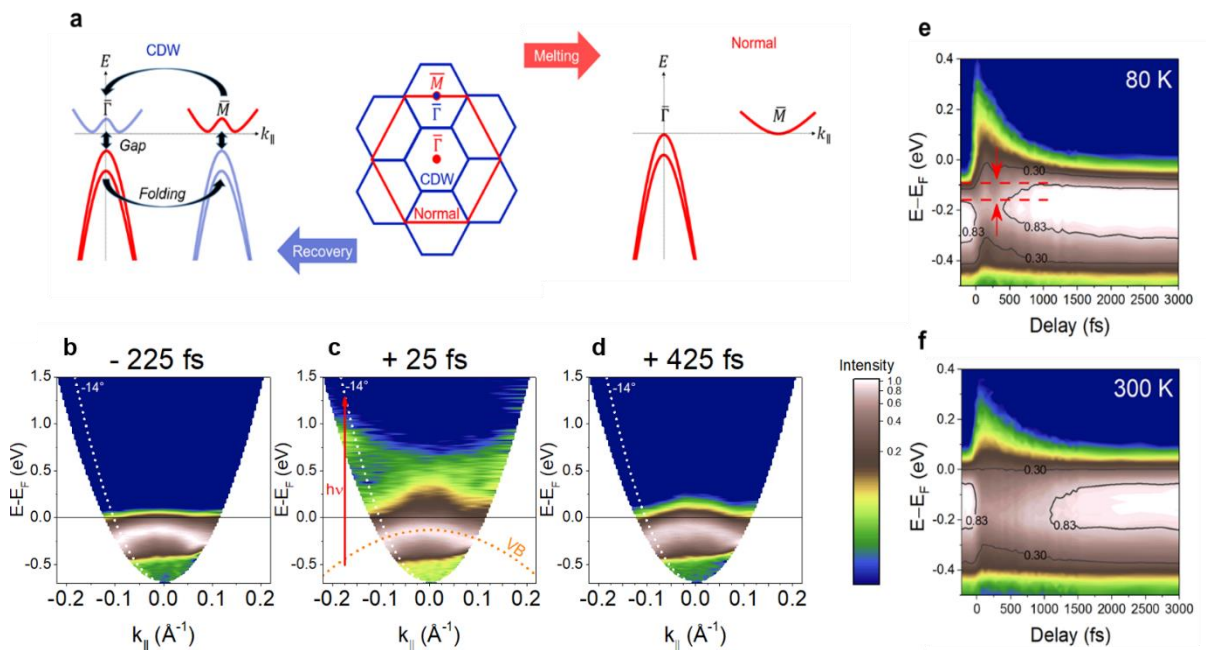 a
CDW
E
Γ̄
M̄
k∥
Gap
Folding
M̄
Γ̄
Γ̄
CDW
Normal
Melting
Recovery
Normal
E
Γ̄
M̄
k∥
b
- 225 fs
-14°
E-E_F (eV)
1.5
1.0
0.5
0.0
-0.5
-0.2 -0.1 0.0 0.1 0.2
k∥ (Å⁻¹)
c
+ 25 fs
-14°
hν
VB
E-E_F (eV)
1.5
1.0
0.5
0.0
-0.5
-0.2 -0.1 0.0 0.1 0.2
k∥ (Å⁻¹)
d
+ 425 fs
-14°
E-E_F (eV)
1.5
1.0
0.5
0.0
-0.5
-0.2 -0.1 0.0 0.1 0.2
k∥ (Å⁻¹)
Intensity
1.0
0.8
0.6
0.4
0.2
e
80 K
0.30
0.83
0.83
0.30
E−E_F (eV)
0.4
0.2
0.0
-0.2
-0.4
0 500 1000 1500 2000 2500 3000
Delay (fs)
f
300 K
0.30
0.83
0.83
0.30
E−E_F (eV)
0.4
0.2
0.0
-0.2
-0.4
0 500 1000 1500 2000 2500 3000
Delay (fs)